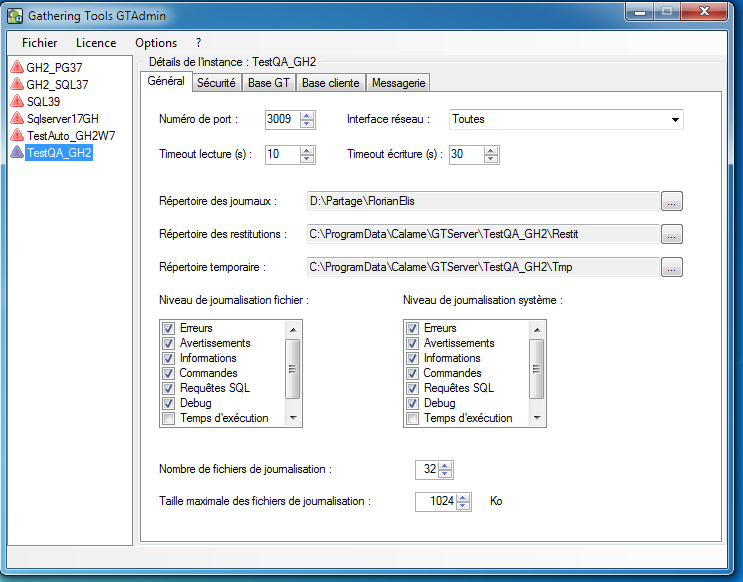 Gathering Tools GTAdmin
Fichier Licence Options ?
GH2_PG37
GH2_SQL37
SQL39
Sqlserver17GH
TestAuto_GH2W7
TestQA_GH2
Détails de l'instance : TestQA_GH2
Général Sécurité Base GT Base cliente Messagerie
Numéro de port : 3009 Interface réseau : Toutes
Timeout lecture (s) : 10 Timeout écriture (s) : 30
Répertoire des journaux : D:\Partage\FlorianElis ...
Répertoire des restitutions : C:\ProgramData\Calame\GTServer\TestQA_GH2\Restit ...
Répertoire temporaire : C:\ProgramData\Calame\GTServer\TestQA_GH2\Tmp ...
Niveau de journalisation fichier : Niveau de journalisation système :
Erreurs Erreurs
Avertissements Avertissements
Informations Informations
Commandes Commandes
Requêtes SQL Requêtes SQL
Debug Debug
Temps d'exécution Temps d'exécution
Nombre de fichiers de journalisation : 32
Taille maximale des fichiers de journalisation : 1024 Ko